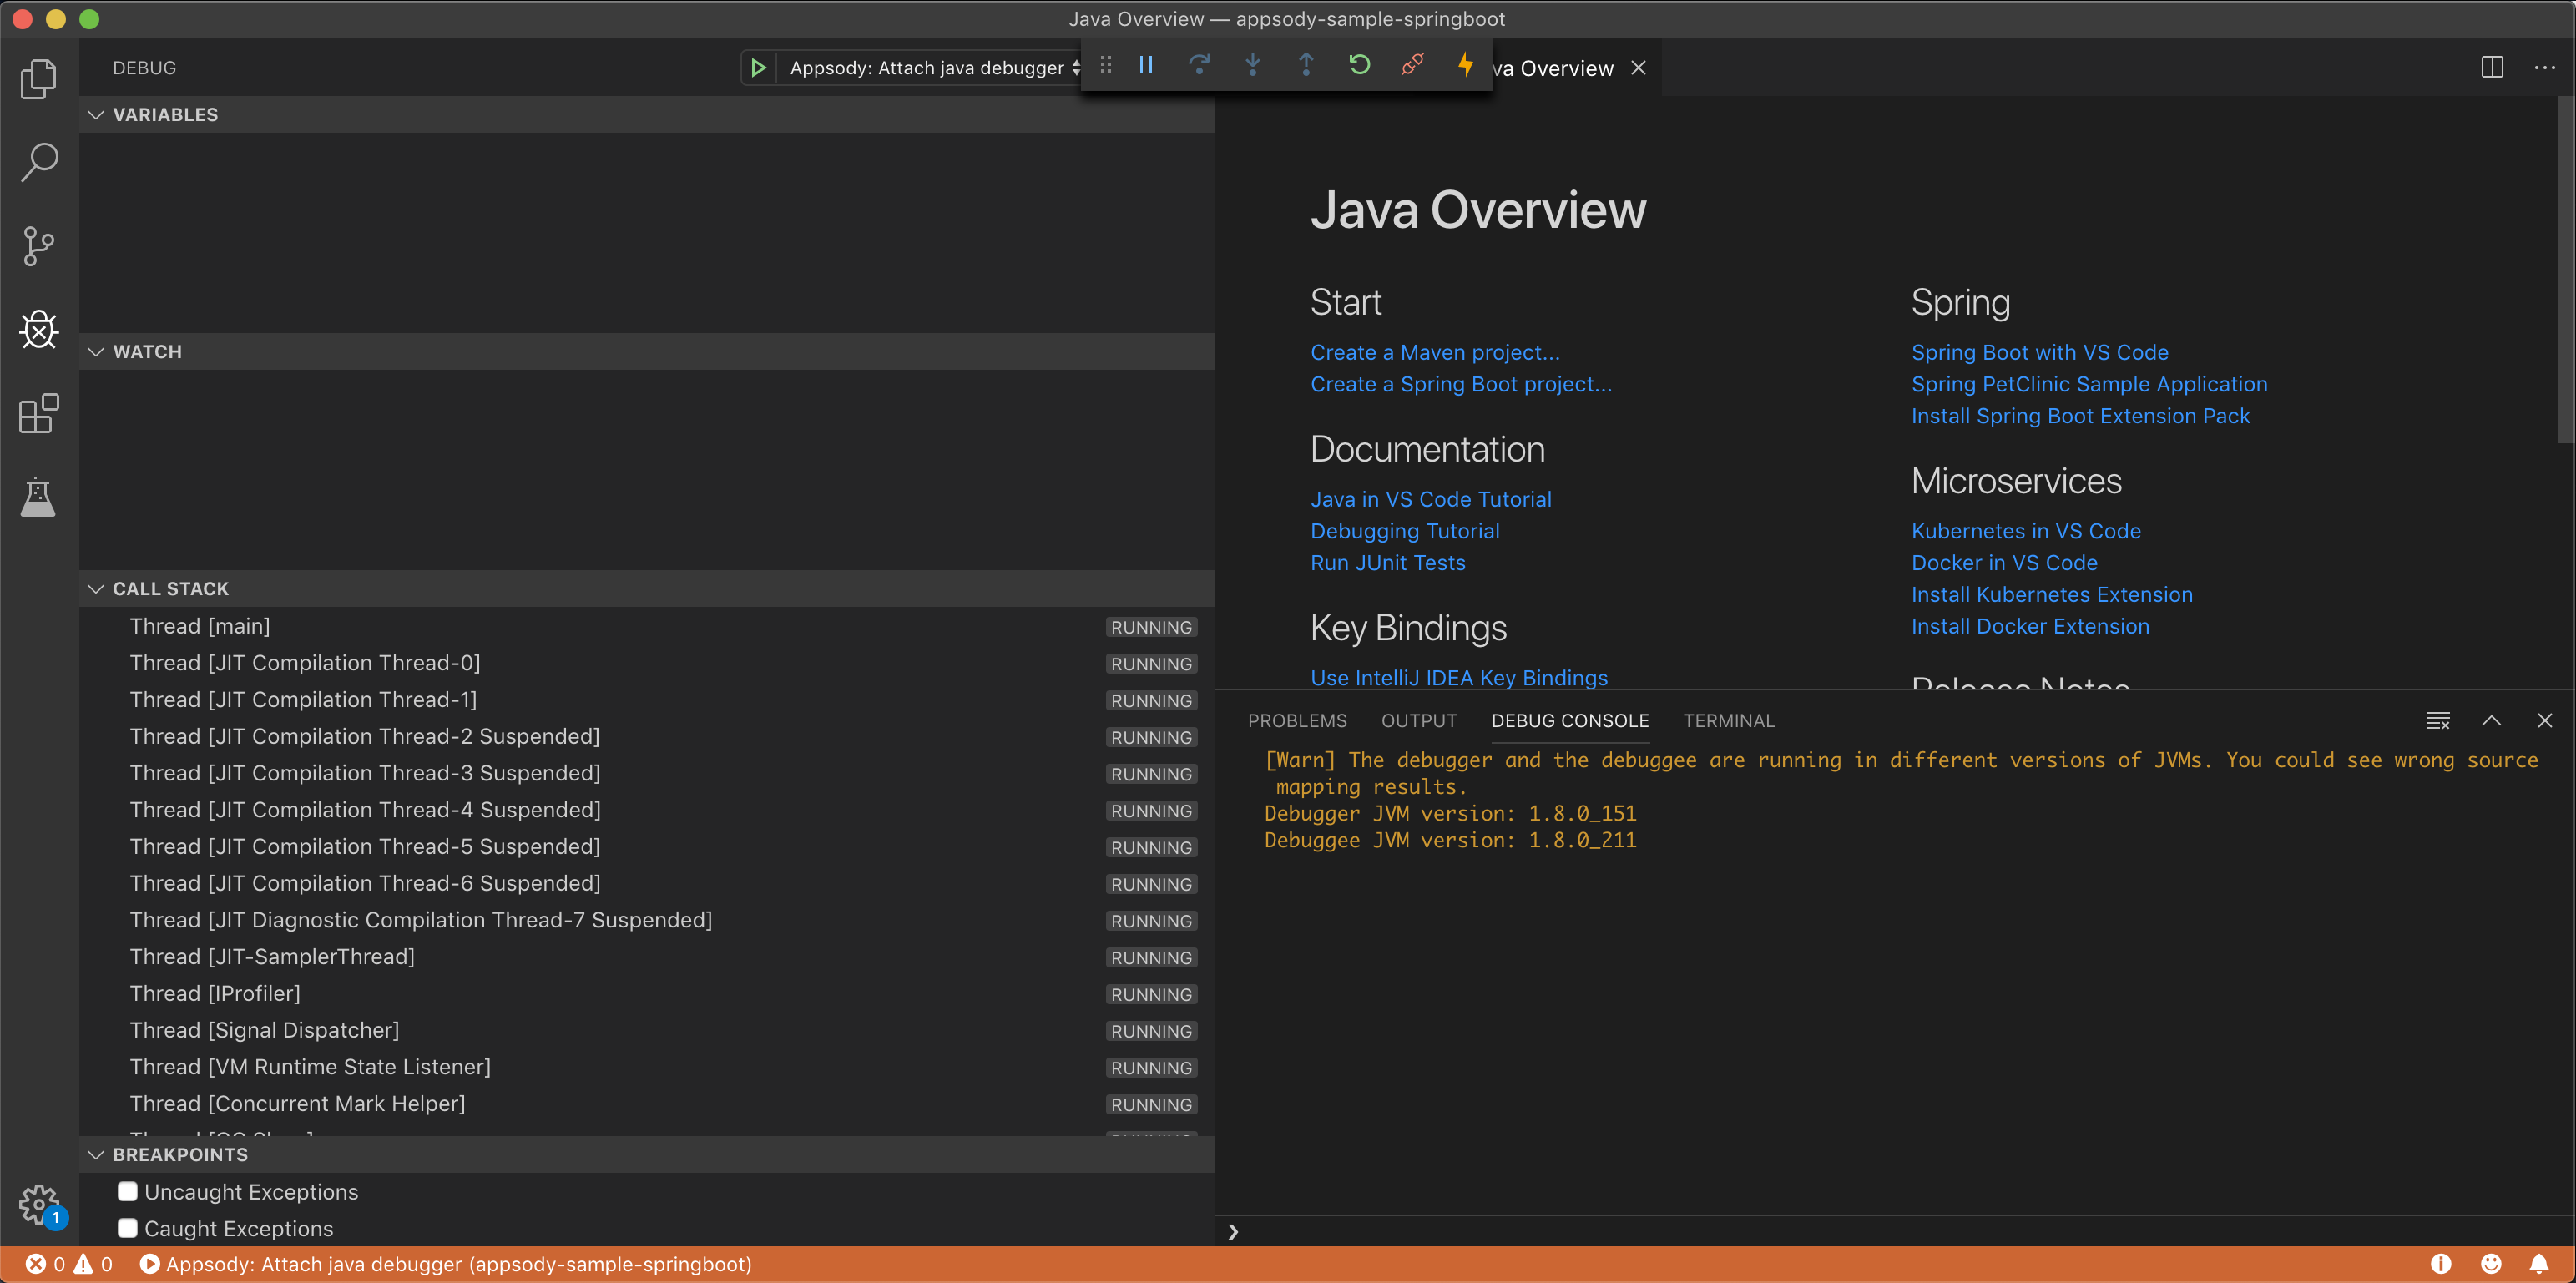 Java Overview — appsody-sample-springboot
DEBUG
Appsody: Attach java debugger
va Overview
VARIABLES
WATCH
CALL STACK
Thread [main] RUNNING
Thread [JIT Compilation Thread-0] RUNNING
Thread [JIT Compilation Thread-1] RUNNING
Thread [JIT Compilation Thread-2 Suspended] RUNNING
Thread [JIT Compilation Thread-3 Suspended] RUNNING
Thread [JIT Compilation Thread-4 Suspended] RUNNING
Thread [JIT Compilation Thread-5 Suspended] RUNNING
Thread [JIT Compilation Thread-6 Suspended] RUNNING
Thread [JIT Diagnostic Compilation Thread-7 Suspended] RUNNING
Thread [JIT-SamplerThread] RUNNING
Thread [IProfiler] RUNNING
Thread [Signal Dispatcher] RUNNING
Thread [VM Runtime State Listener] RUNNING
Thread [Concurrent Mark Helper] RUNNING
BREAKPOINTS
Uncaught Exceptions
Caught Exceptions
1
Java Overview
Start
Create a Maven project...
Create a Spring Boot project...
Documentation
Java in VS Code Tutorial
Debugging Tutorial
Run JUnit Tests
Key Bindings
Use IntelliJ IDEA Key Bindings
Spring
Spring Boot with VS Code
Spring PetClinic Sample Application
Install Spring Boot Extension Pack
Microservices
Kubernetes in VS Code
Docker in VS Code
Install Kubernetes Extension
Install Docker Extension
Release Notes
PROBLEMS OUTPUT DEBUG CONSOLE TERMINAL
[Warn] The debugger and the debuggee are running in different versions of JVMs. You could see wrong source
mapping results.
Debugger JVM version: 1.8.0_151
Debuggee JVM version: 1.8.0_211
0 0 Appsody: Attach java debugger (appsody-sample-springboot)